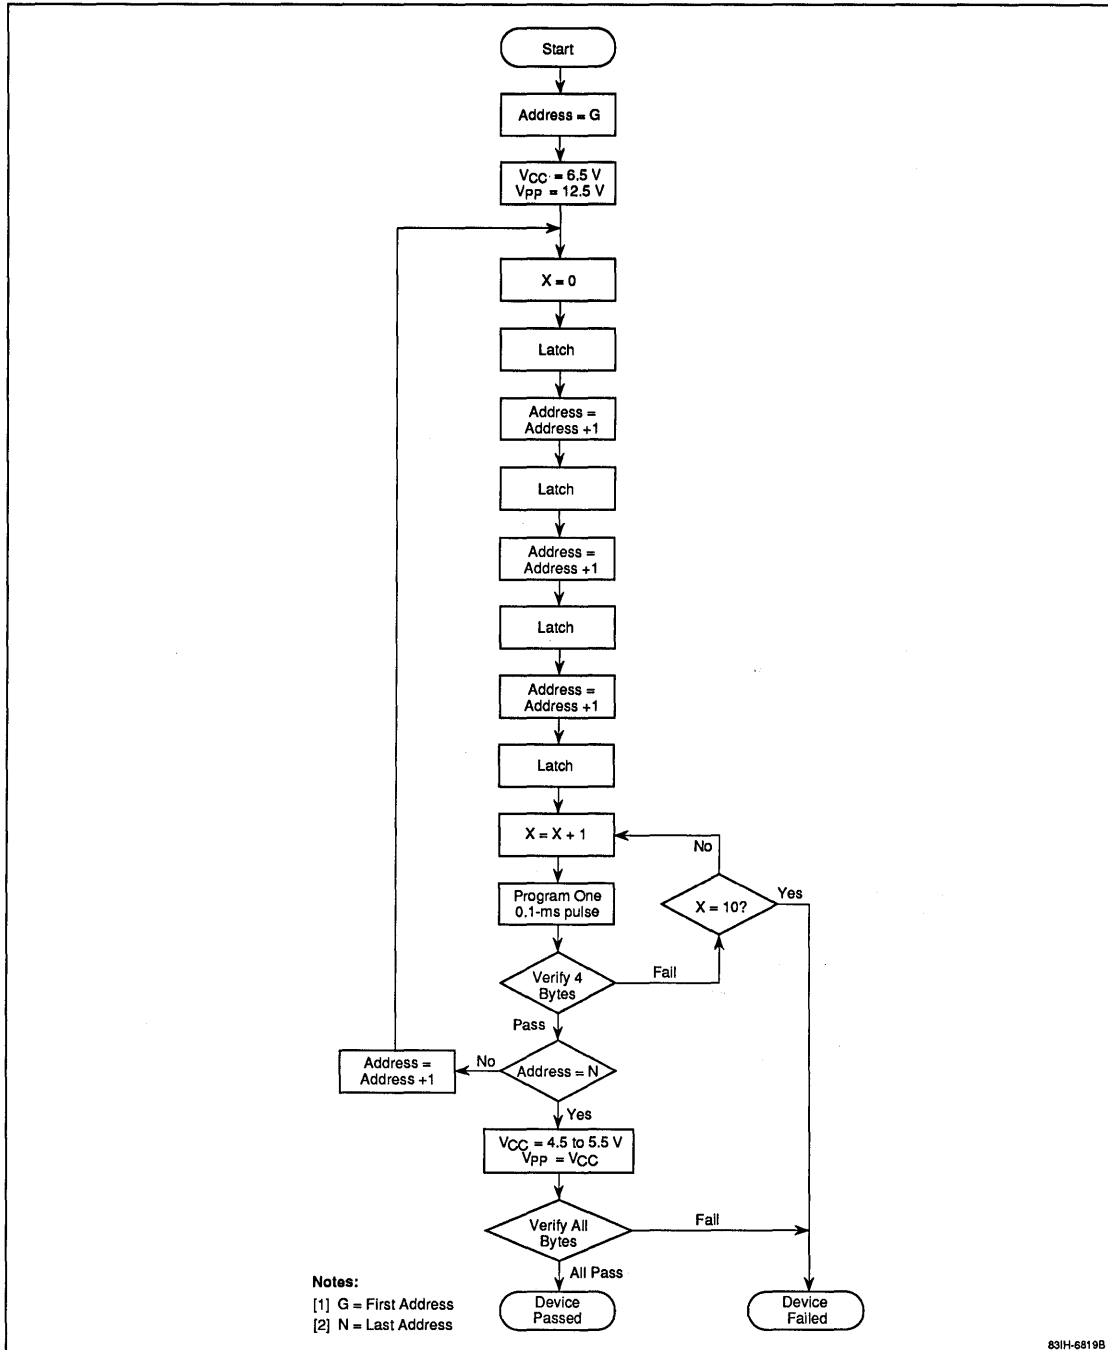 Start
Address = G
VCC = 6.5 V
VPP = 12.5 V
X = 0
Latch
Address =
Address +1
Latch
Address =
Address +1
Latch
Address =
Address +1
Latch
X = X + 1
No
Program One
0.1-ms pulse
X = 10?
Yes
Verify 4
Bytes
Fail
Pass
Address =
Address +1
No
Address = N
Yes
VCC = 4.5 to 5.5 V
VPP = VCC
Verify All
Bytes
Fail
All Pass
Device
Passed
Device
Failed
Notes:
[1] G = First Address
[2] N = Last Address
83IH-6819B